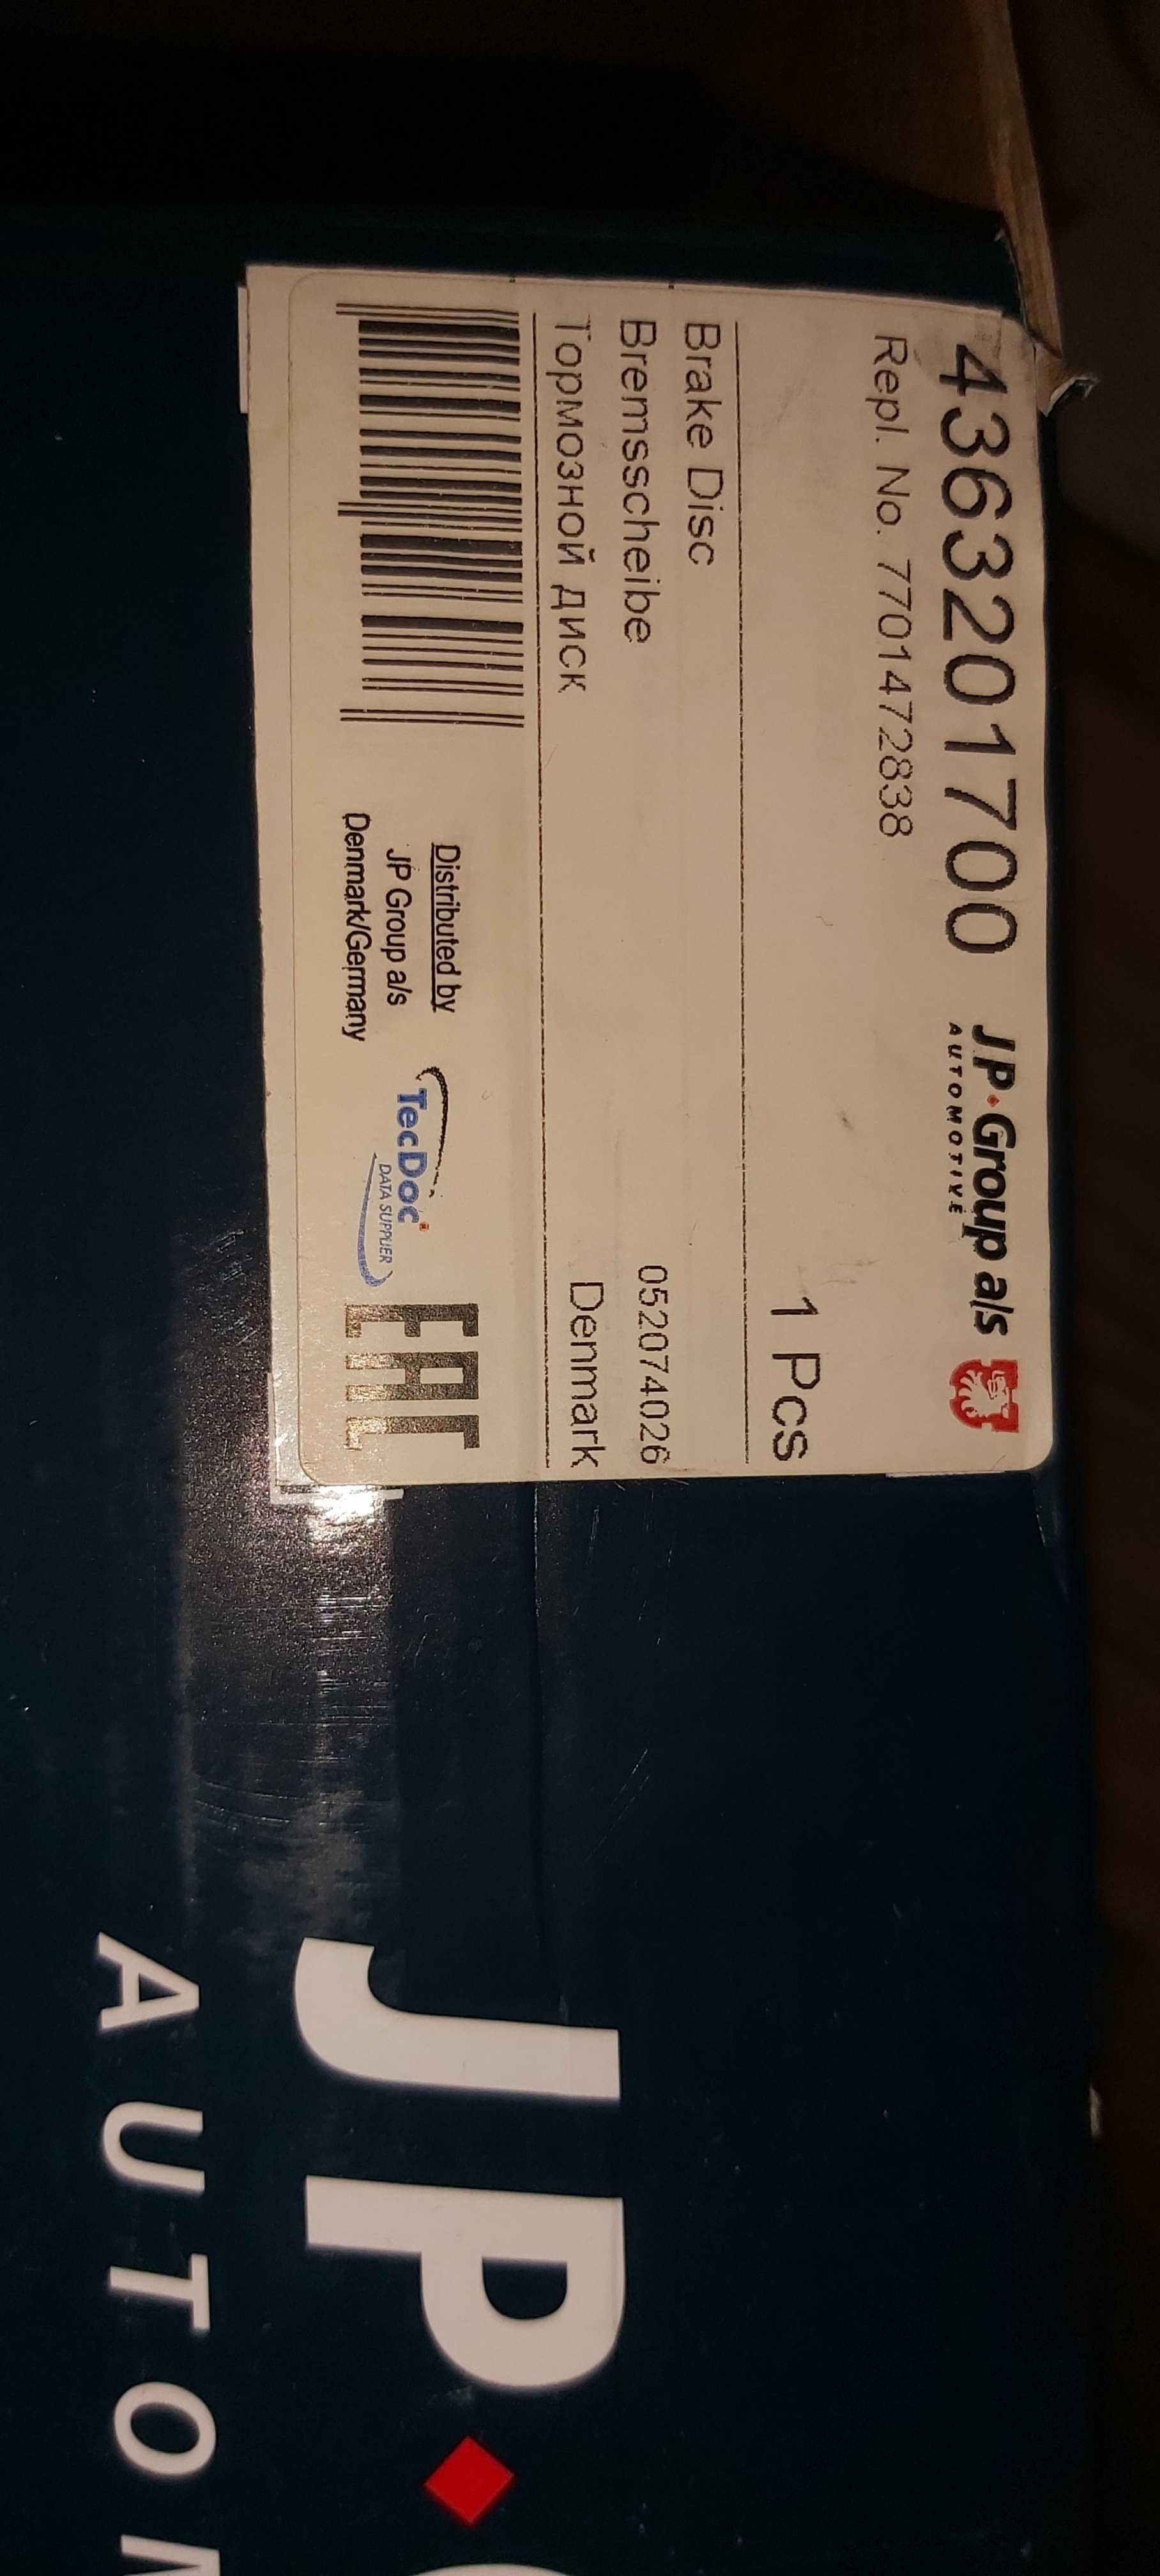 4363201700 JP Group a/s
AUTOMOTIVE
Repl. No. 7701472838
1 Pcs
Brake Disc
Bremsscheibe 052074026
Тормозной диск Denmark
Distributed by
JP Group a/s
Denmark/Germany
TecDoc
DATA SUPPLIER
EAC
JP
AUTO